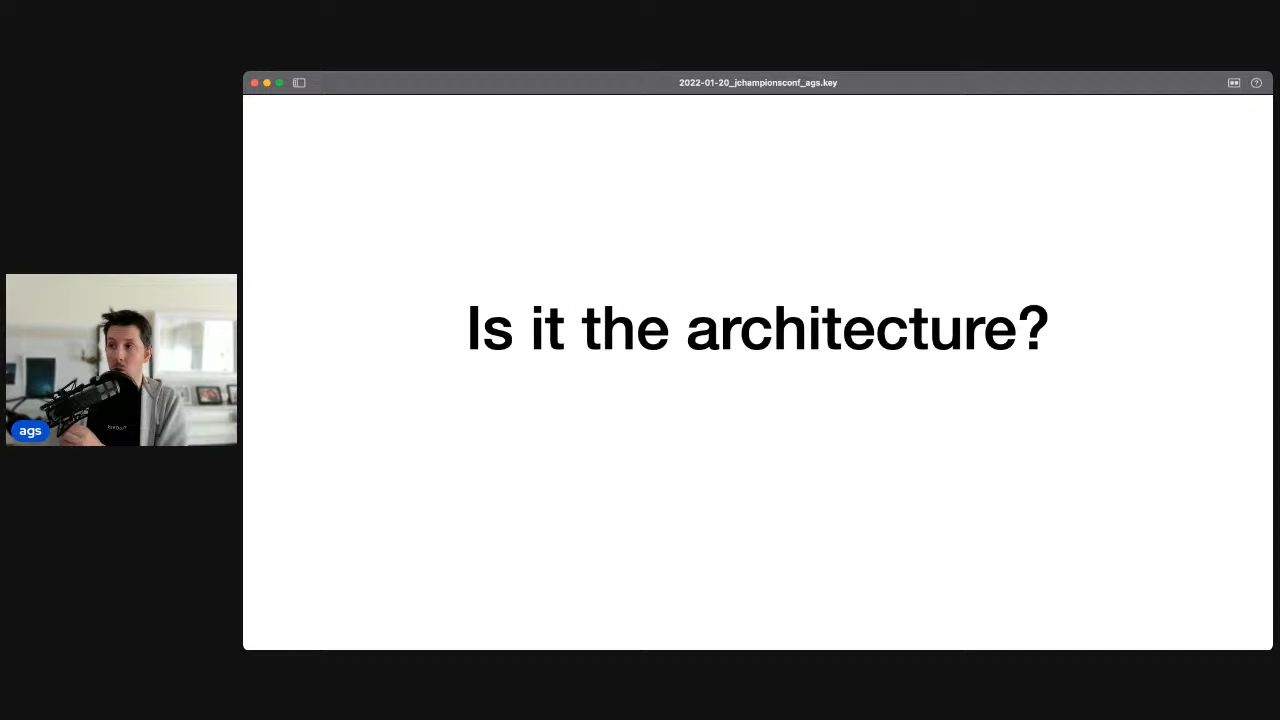 2022-01-20_jchampionsconf_ags.key
Is it the architecture?
ags